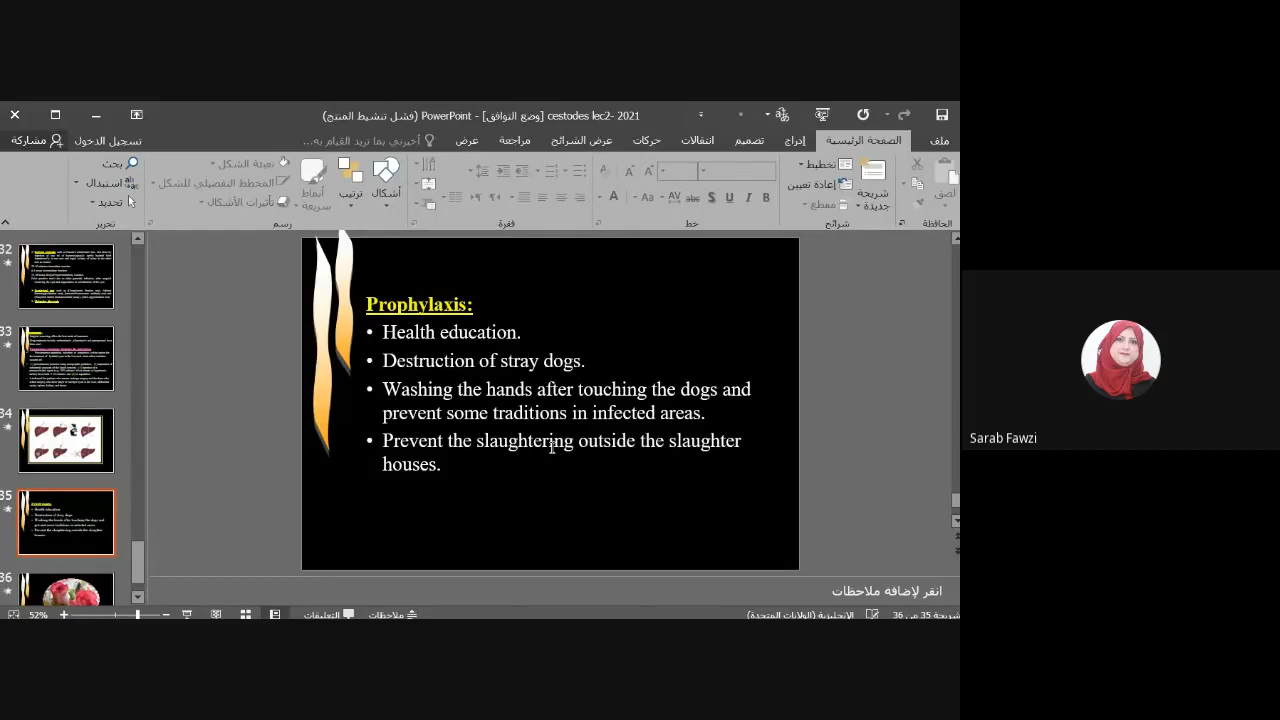 cestodes lec2- 2021 [وضع التوافق] - PowerPoint (فشل تنشيط المنتج)
ملف
الصفحة الرئيسية
إدراج
تصميم
انتقالات
حركات
عرض الشرائح
مراجعة
عرض
أخبرني بما تريد القيام به...
تسجيل الدخول
مشاركة
لصق
الحافظة
شريحة جديدة
تخطيط
إعادة تعيين
مقطع
شرائح
خط
فقرة
أشكال
ترتيب
أنماط سريعة
تعبئة الشكل
المخطط التفصيلي للشكل
تأثيرات الأشكال
رسم
بحث
استبدال
تحديد
تحرير
32
33
34
35
36
Prophylaxis:
• Health education.
• Destruction of stray dogs.
• Washing the hands after touching the dogs and
prevent some traditions in infected areas.
• Prevent the slaughtering outside the slaughter
houses.
انقر لإضافة ملاحظات
شريحة 35 من 36
الإنجليزية (الولايات المتحدة)
ملاحظات
التعليقات
52%
Sarab Fawzi